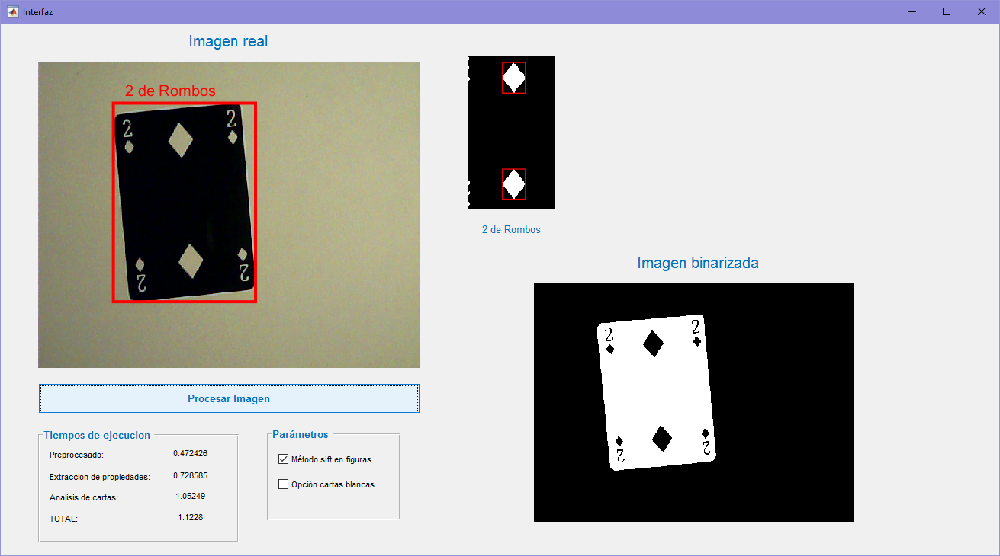 Interfaz
Imagen real
2 de Rombos
2
2
2
2
2 de Rombos
Imagen binarizada
2
2
2
2
Procesar Imagen
Tiempos de ejecucion
Preprocesado: 0.472426
Extraccion de propiedades: 0.728585
Analisis de cartas: 1.05249
TOTAL: 1.1228
Parámetros
Método sift en figuras
Opción cartas blancas